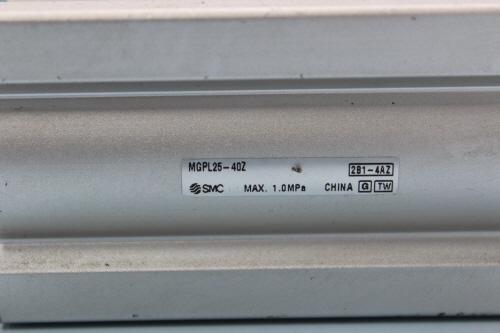 MGPL25-40Z 2B1-4AZ
SMC MAX. 1.0MPa CHINA G TW